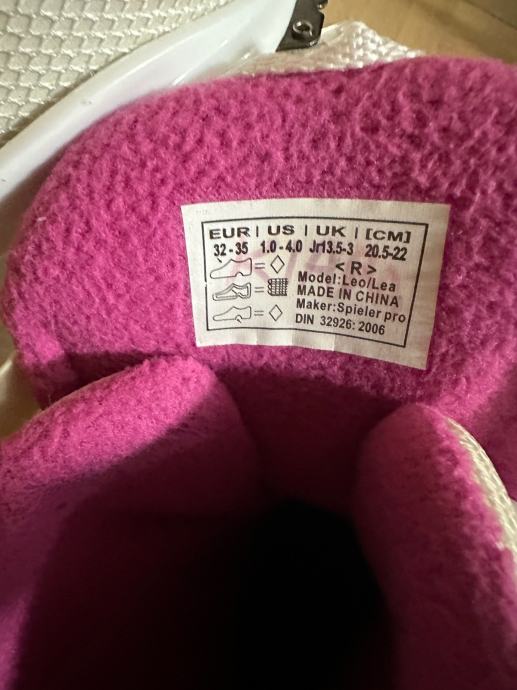 EUR | US | UK | [CM]
32-35 1.0-4.0 Jr13.5-3 20.5-22
<R>
Model:Leo/Lea
MADE IN CHINA
Maker:Spieler pro
DIN 32926: 2006